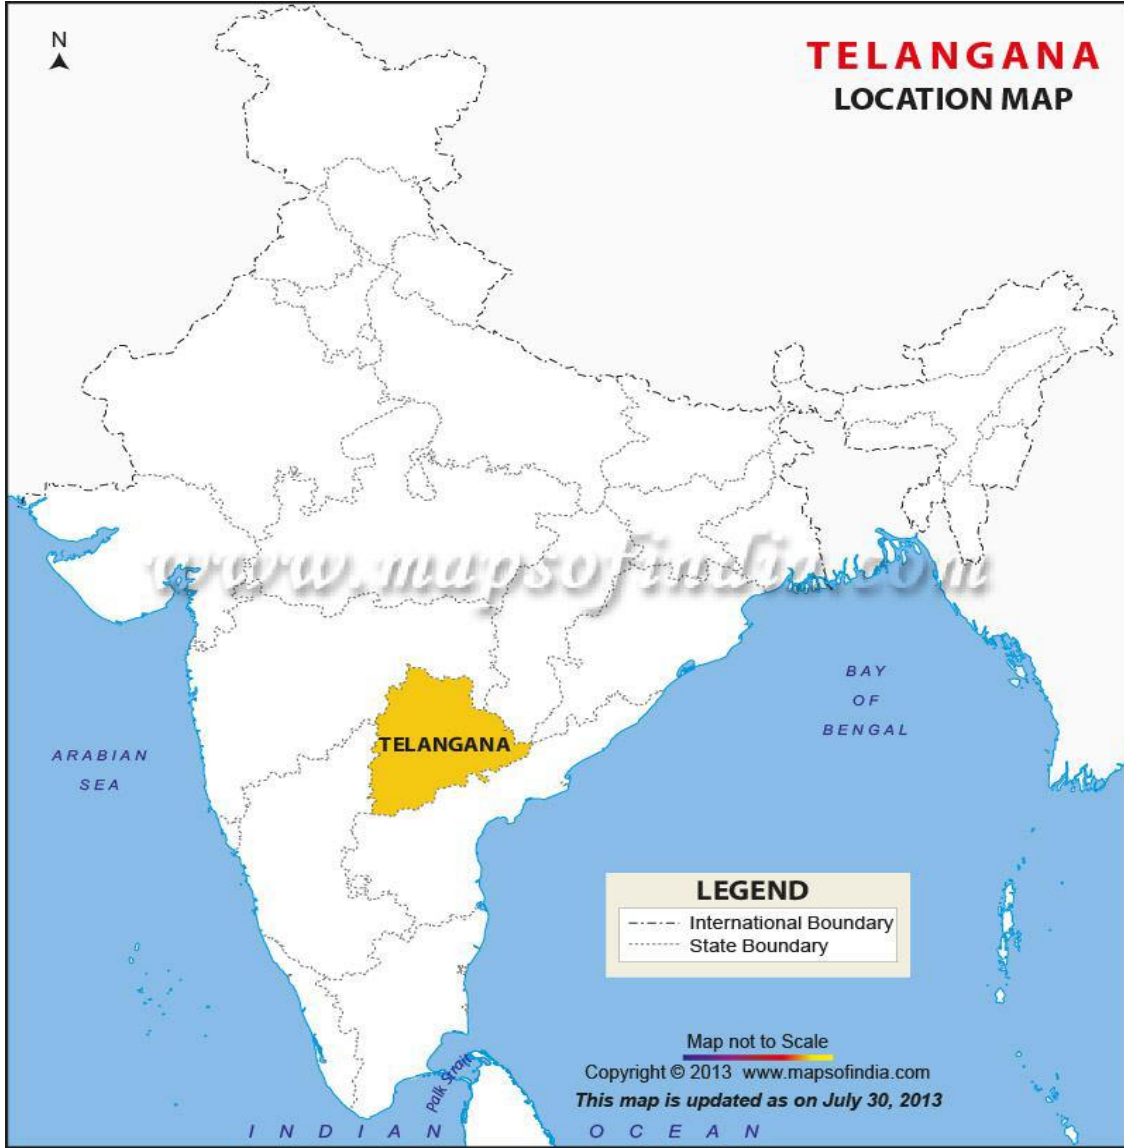 N
TELANGANA
LOCATION MAP
www.mapsofindia.com
BAY
OF
BENGAL
TELANGANA
ARABIAN
SEA
LEGEND
International Boundary
State Boundary
Map not to Scale
Copyright © 2013 www.mapsofindia.com
This map is updated as on July 30, 2013
Palk Strait
INDIAN OCEAN